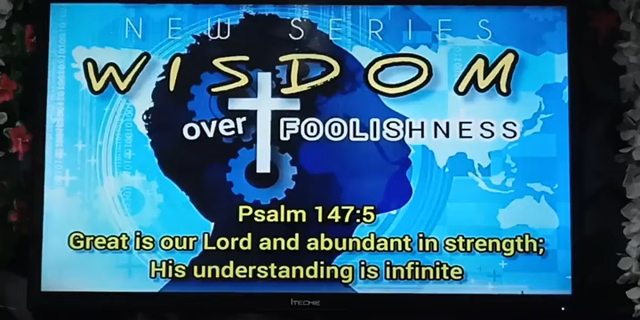 NEW SERIES
WISDOM
over FOOLISHNESS
Psalm 147:5
Great is our Lord and abundant in strength;
His understanding is infinite
iTECHIE